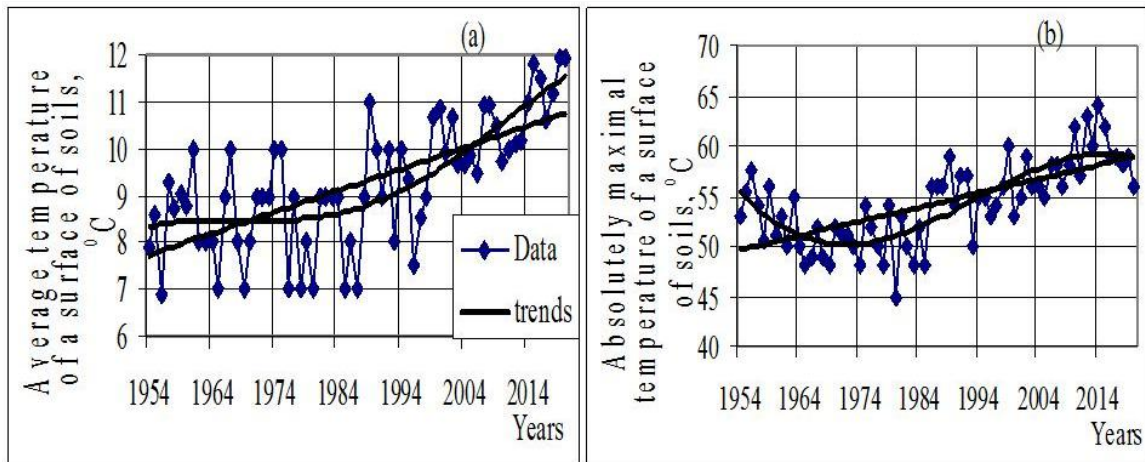 (a)
Average temperature
of a surface of soils,
°C
12
11
10
9
8
7
6
Data
trends
1954 1964 1974 1984 1994 2004 2014
Years
(b)
Absolutely maximal
temperature of a surface
of soils, °C
70
65
60
55
50
45
40
1954 1964 1974 1984 1994 2004 2014
Years